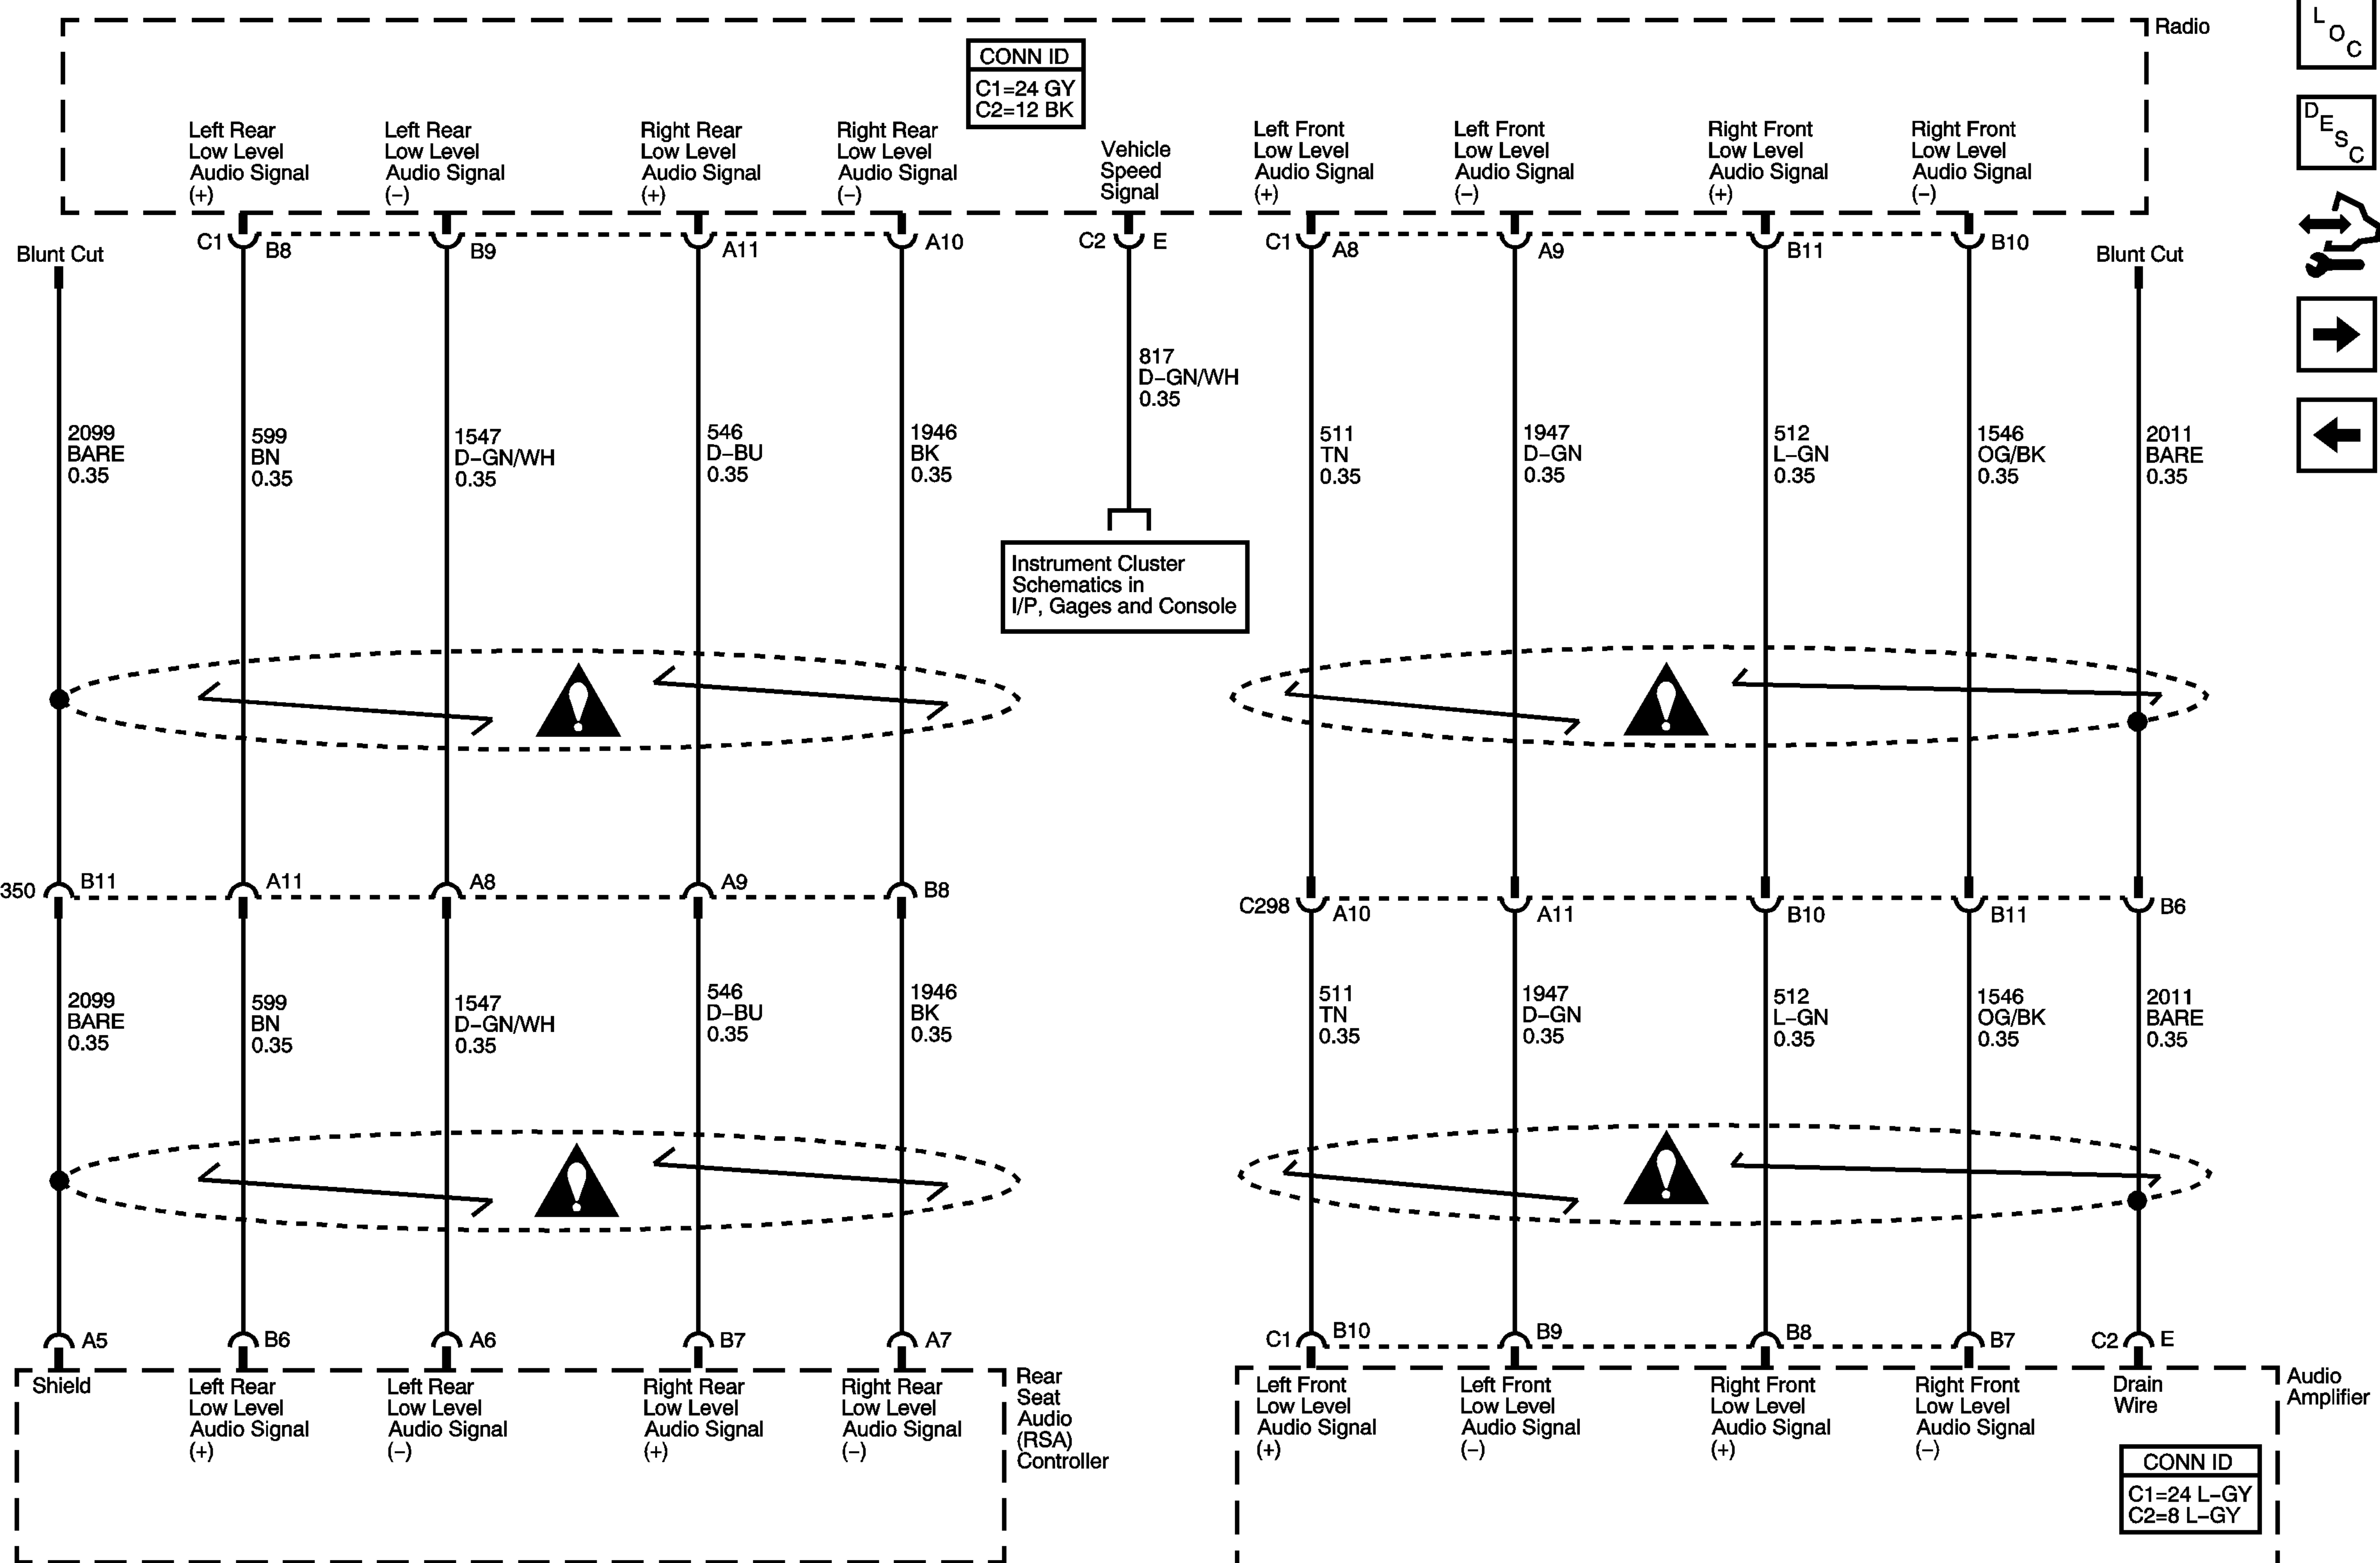 Radio
L
O
C
D
E
S
C
CONN ID
C1=24 GY
C2=12 BK
Left Rear
Low Level
Audio Signal
(+)
Left Rear
Low Level
Audio Signal
(−)
Right Rear
Low Level
Audio Signal
(+)
Right Rear
Low Level
Audio Signal
(−)
Vehicle
Speed
Signal
Left Front
Low Level
Audio Signal
(+)
Left Front
Low Level
Audio Signal
(−)
Right Front
Low Level
Audio Signal
(+)
Right Front
Low Level
Audio Signal
(−)
Blunt Cut
C1
B8
B9
A11
A10
C2
E
C1
A8
A9
B11
B10
Blunt Cut
2099
BARE
0.35
599
BN
0.35
1547
D−GN/WH
0.35
546
D−BU
0.35
1946
BK
0.35
817
D−GN/WH
0.35
511
TN
0.35
1947
D−GN
0.35
512
L−GN
0.35
1546
OG/BK
0.35
2011
BARE
0.35
Instrument Cluster
Schematics in
I/P, Gages and Console
350
B11
A11
A8
A9
B8
C298
A10
A11
B10
B11
B6
2099
BARE
0.35
599
BN
0.35
1547
D−GN/WH
0.35
546
D−BU
0.35
1946
BK
0.35
511
TN
0.35
1947
D−GN
0.35
512
L−GN
0.35
1546
OG/BK
0.35
2011
BARE
0.35
A5
B6
A6
B7
A7
C1
B10
B9
B8
B7
C2
E
Shield
Left Rear
Low Level
Audio Signal
(+)
Left Rear
Low Level
Audio Signal
(−)
Right Rear
Low Level
Audio Signal
(+)
Right Rear
Low Level
Audio Signal
(−)
Rear
Seat
Audio
(RSA)
Controller
Left Front
Low Level
Audio Signal
(+)
Left Front
Low Level
Audio Signal
(−)
Right Front
Low Level
Audio Signal
(+)
Right Front
Low Level
Audio Signal
(−)
Drain
Wire
Audio
Amplifier
CONN ID
C1=24 L−GY
C2=8 L−GY